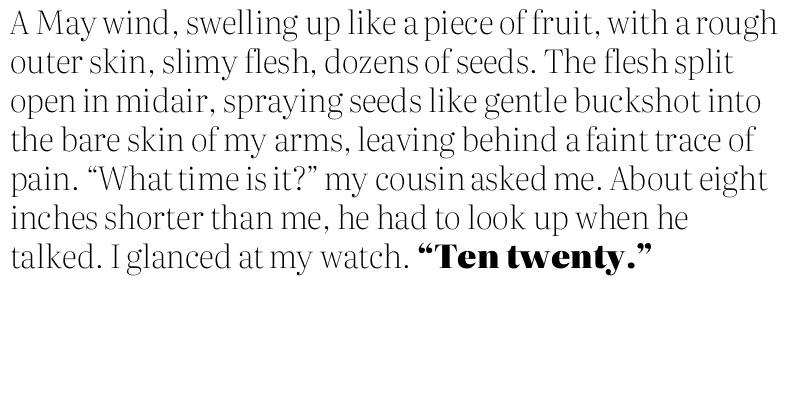 A May wind, swelling up like a piece of fruit, with a rough
outer skin, slimy flesh, dozens of seeds. The flesh split
open in midair, spraying seeds like gentle buckshot into
the bare skin of my arms, leaving behind a faint trace of
pain. “What time is it?” my cousin asked me. About eight
inches shorter than me, he had to look up when he
talked. I glanced at my watch. “Ten twenty.”